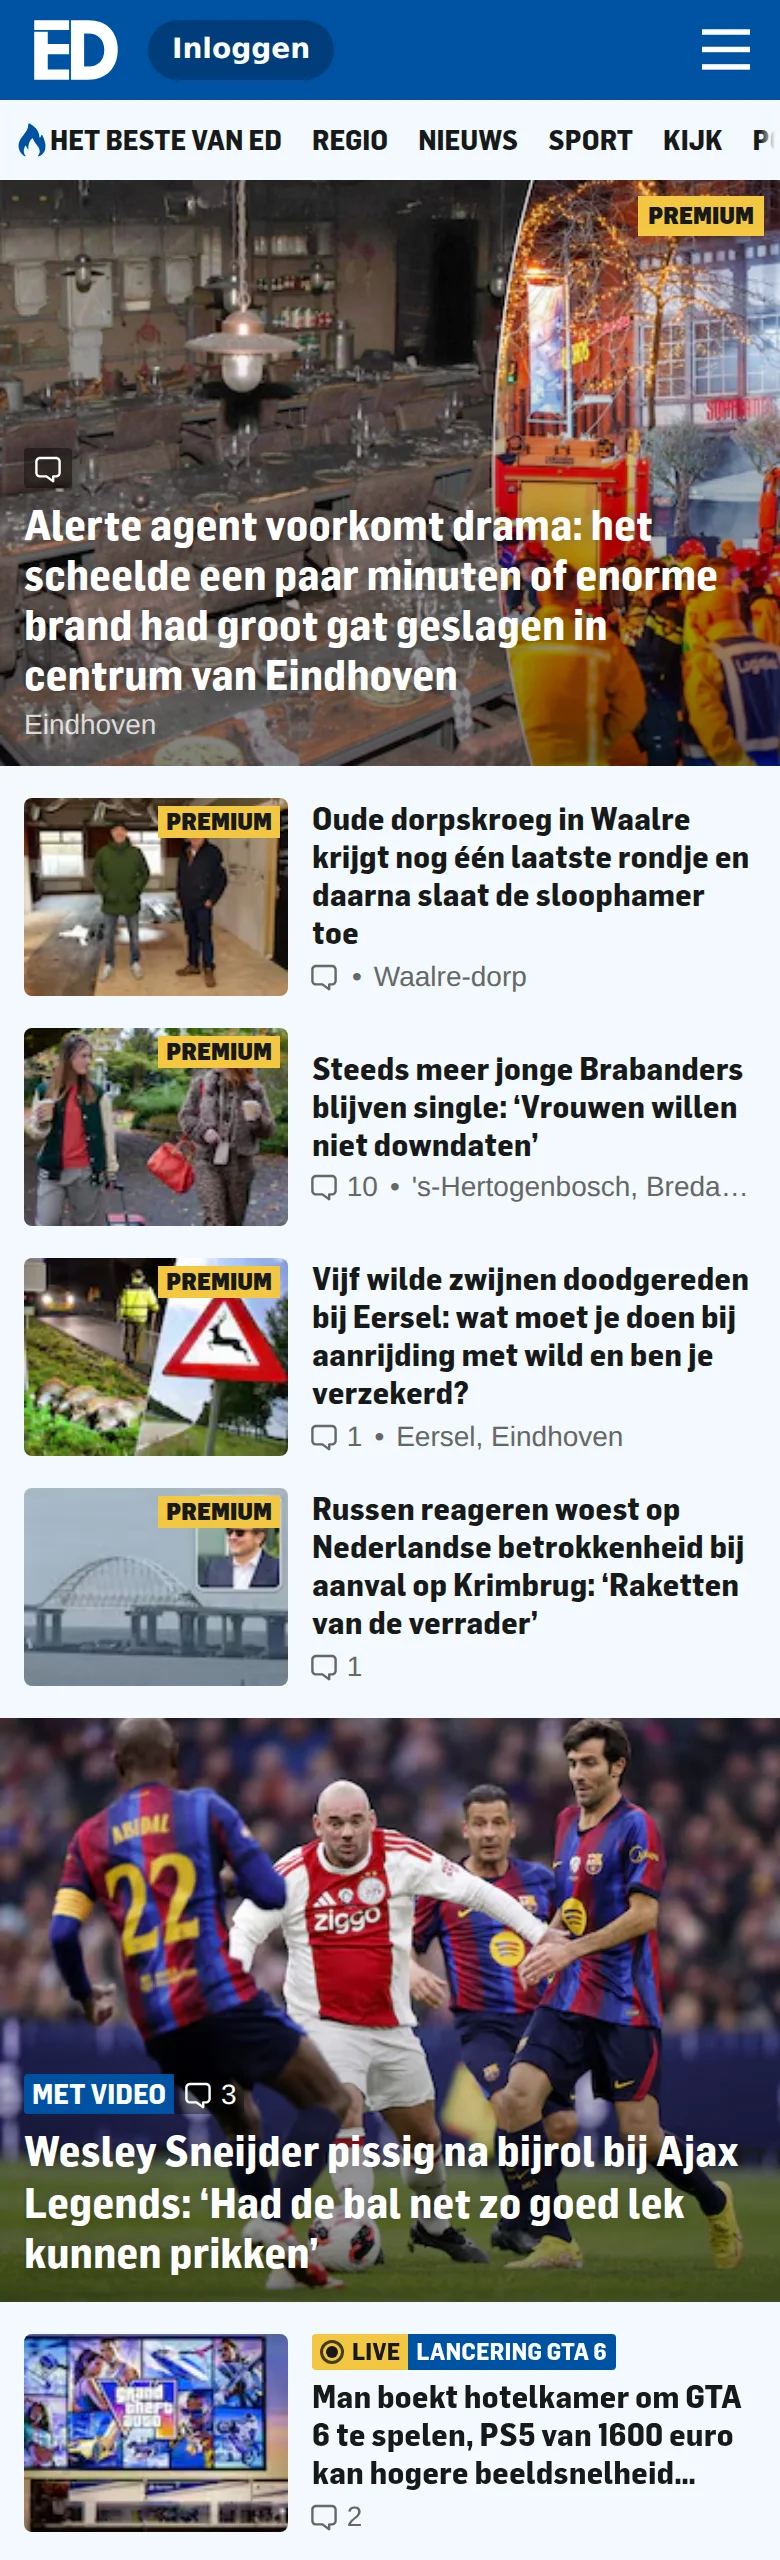 ED
Inloggen
HET BESTE VAN ED REGIO NIEUWS SPORT KIJK
PREMIUM
Alerte agent voorkomt drama: het
scheelde een paar minuten of enorme
brand had groot gat geslagen in
centrum van Eindhoven
Eindhoven
PREMIUM
Oude dorpskroeg in Waalre
krijgt nog één laatste rondje en
daarna slaat de sloophamer
toe
• Waalre-dorp
PREMIUM
Steeds meer jonge Brabanders
blijven single: ‘Vrouwen willen
niet downdaten’
10 • 's-Hertogenbosch, Breda…
PREMIUM
Vijf wilde zwijnen doodgereden
bij Eersel: wat moet je doen bij
aanrijding met wild en ben je
verzekerd?
1 • Eersel, Eindhoven
PREMIUM
Russen reageren woest op
Nederlandse betrokkenheid bij
aanval op Krimbrug: ‘Raketten
van de verrader’
1
ABIDAL
22
ziggo
MET VIDEO 3
Wesley Sneijder pissig na bijrol bij Ajax
Legends: ‘Had de bal net zo goed lek
kunnen prikken’
grand
theft
auto
LIVE LANCERING GTA 6
Man boekt hotelkamer om GTA
6 te spelen, PS5 van 1600 euro
kan hogere beeldsnelheid...
2